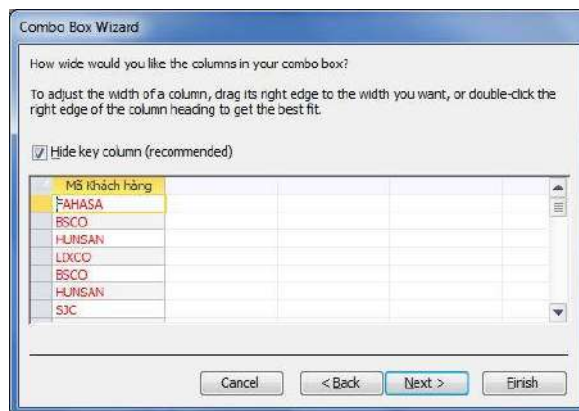 Combo Box Wizard
How wide would you like the columns in your combo box?
To adjust the width of a column, drag its right edge to the width you want, or double-click the
right edge of the column heading to get the best fit.
Hide key column (recommended)
Mã Khách hàng
FAHASA
BSCO
HUNSAN
LIXCO
BSCO
HUNSAN
SJC
Cancel < Back Next > Finish